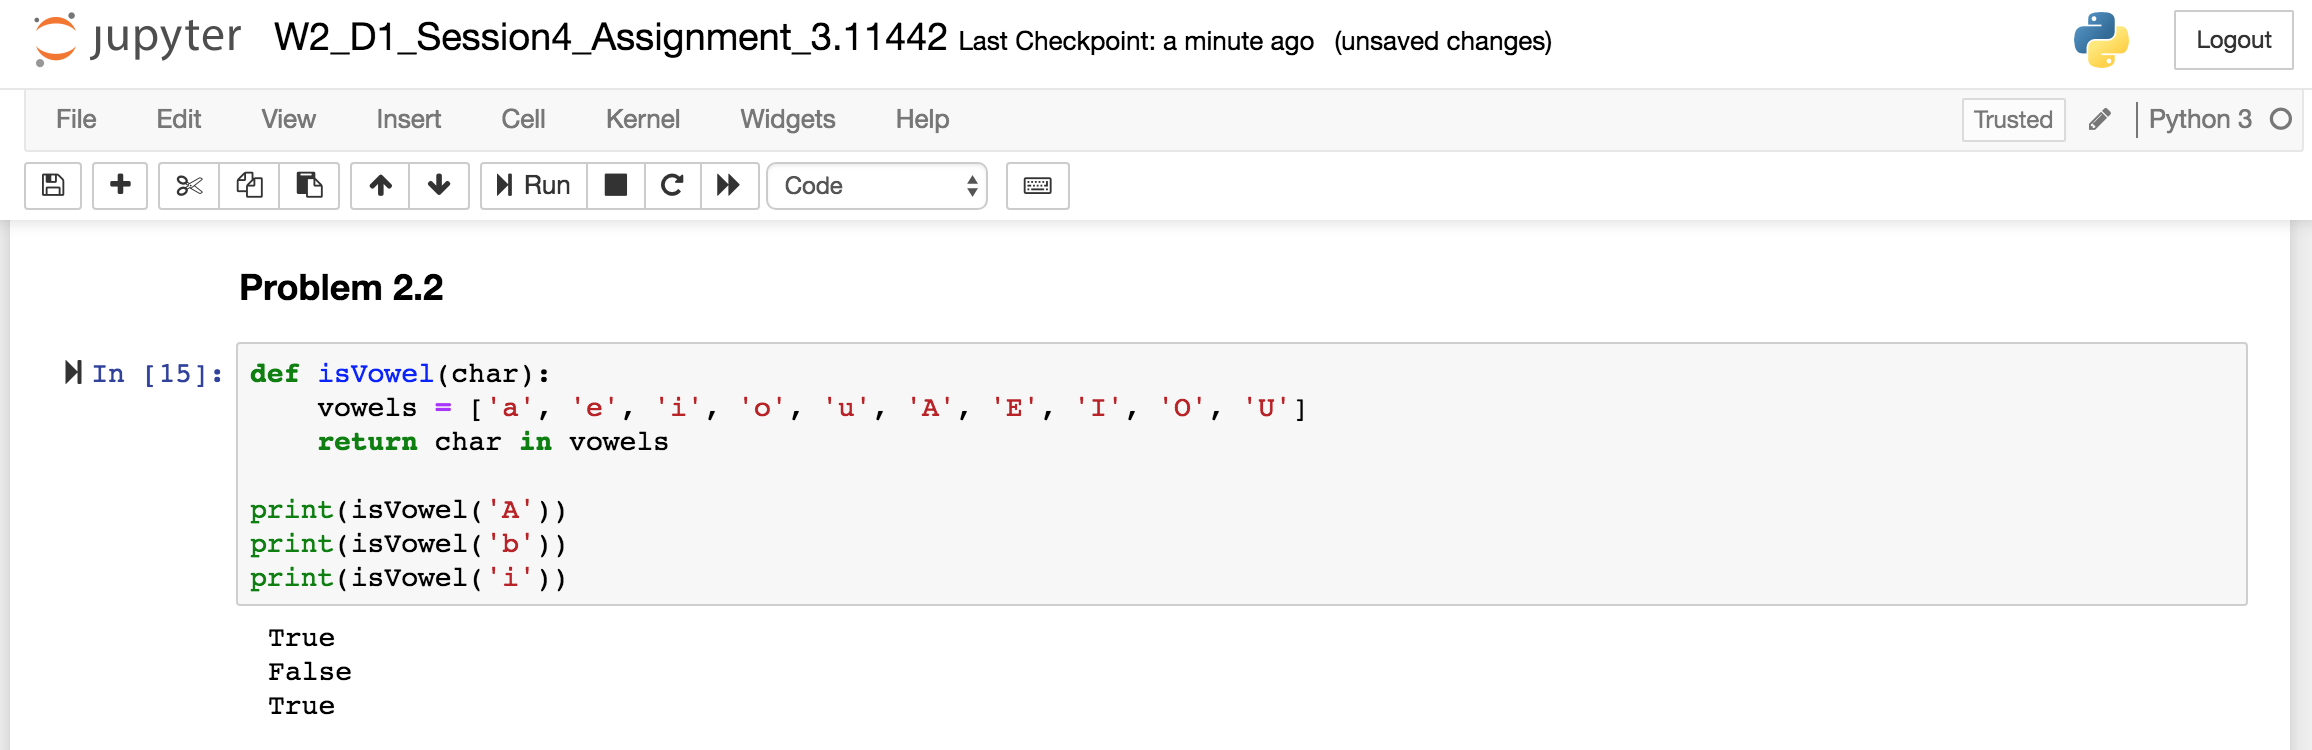 jupyter W2_D1_Session4_Assignment_3.11442 Last Checkpoint: a minute ago (unsaved changes) Logout
File Edit View Insert Cell Kernel Widgets Help Trusted Python 3
Run Code
Problem 2.2
In [15]: def isVowel(char):
    vowels = ['a', 'e', 'i', 'o', 'u', 'A', 'E', 'I', 'O', 'U']
    return char in vowels
print(isVowel('A'))
print(isVowel('b'))
print(isVowel('i'))
True
False
True